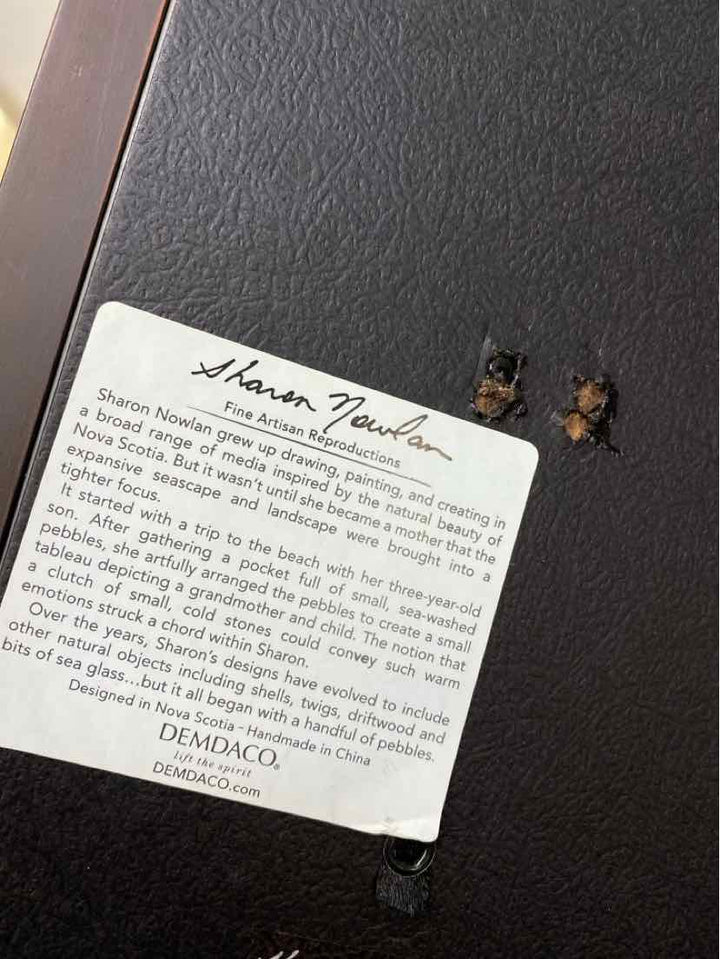 Sharon Nowlan
Fine Artisan Reproductions
Sharon Nowlan grew up drawing, painting, and creating in
a broad range of media inspired by the natural beauty of
Nova Scotia. But it wasn't until she became a mother that the
expansive seascape and landscape were brought into a
tighter focus.
It started with a trip to the beach with her three-year-old
son. After gathering a pocket full of small, sea-washed
pebbles, she artfully arranged the pebbles to create a small
tableau depicting a grandmother and child. The notion that
a clutch of small, cold stones could convey such warm
emotions struck a chord within Sharon.
Over the years, Sharon's designs have evolved to include
other natural objects including shells, twigs, driftwood and
bits of sea glass...but it all began with a handful of pebbles.
Designed in Nova Scotia - Handmade in China
DEMDACO®
lift the spirit
DEMDACO.com